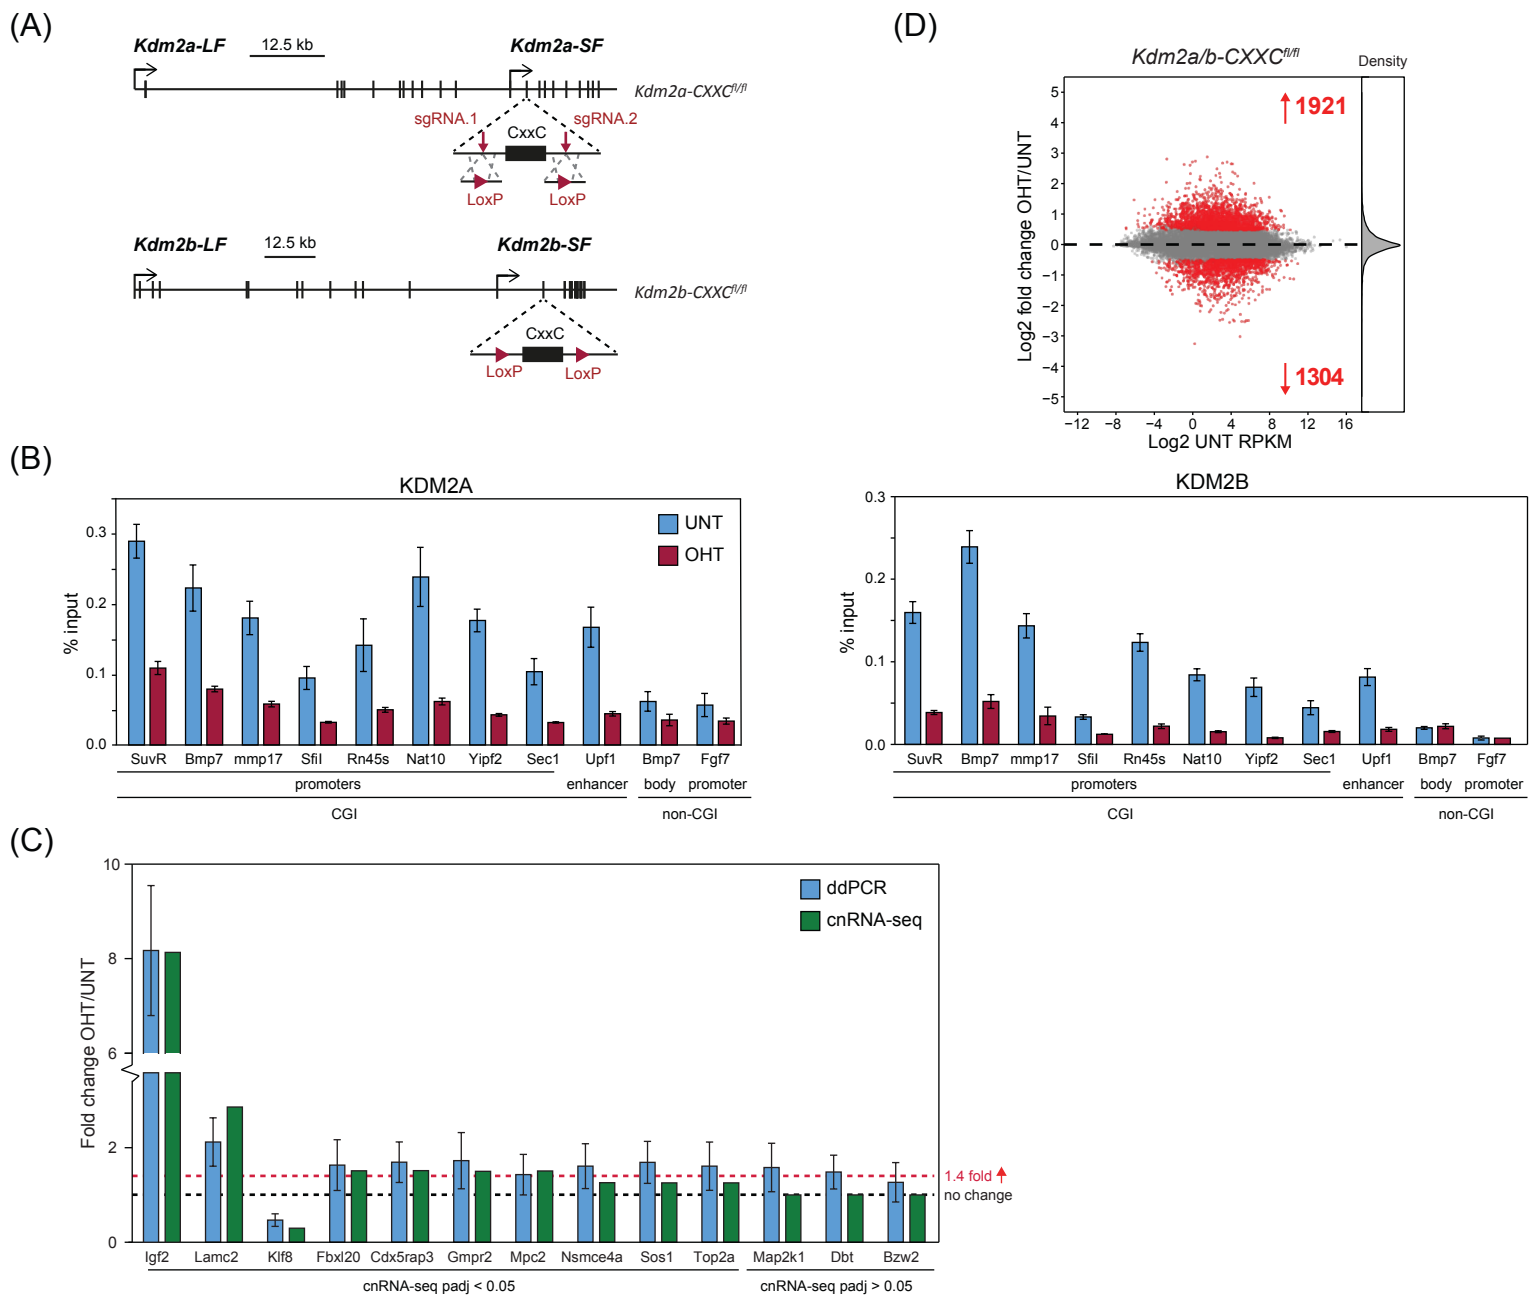 (A)
Kdm2a-LF
12.5 kb
Kdm2a-SF
Kdm2a-CXXCfl/fl
sgRNA.1
sgRNA.2
CxxC
LoxP
LoxP
Kdm2b-LF
12.5 kb
Kdm2b-SF
Kdm2b-CXXCfl/fl
CxxC
LoxP
LoxP
(D)
Kdm2a/b-CXXCfl/fl
Density
Log2 fold change OHT/UNT
5
4
3
2
1
0
−1
−2
−3
−4
−5
1921
1304
−12 −8 −4 0 4 8 12 16
Log2 UNT RPKM
(B)
KDM2A
UNT
OHT
% input
0.3
0.2
0.1
0.0
SuvR Bmp7 mmp17 Sfil Rn45s Nat10 Yipf2 Sec1 Upf1 Bmp7 Fgf7
promoters enhancer body promoter
CGI non-CGI
KDM2B
% input
0.3
0.2
0.1
0.0
SuvR Bmp7 mmp17 Sfil Rn45s Nat10 Yipf2 Sec1 Upf1 Bmp7 Fgf7
promoters enhancer body promoter
CGI non-CGI
(C)
Fold change OHT/UNT
10
8
6
2
0
ddPCR
cnRNA-seq
1.4 fold
no change
Igf2 Lamc2 Klf8 Fbxl20 Cdx5rap3 Gmpr2 Mpc2 Nsmce4a Sos1 Top2a Map2k1 Dbt Bzw2
cnRNA-seq padj < 0.05 cnRNA-seq padj > 0.05